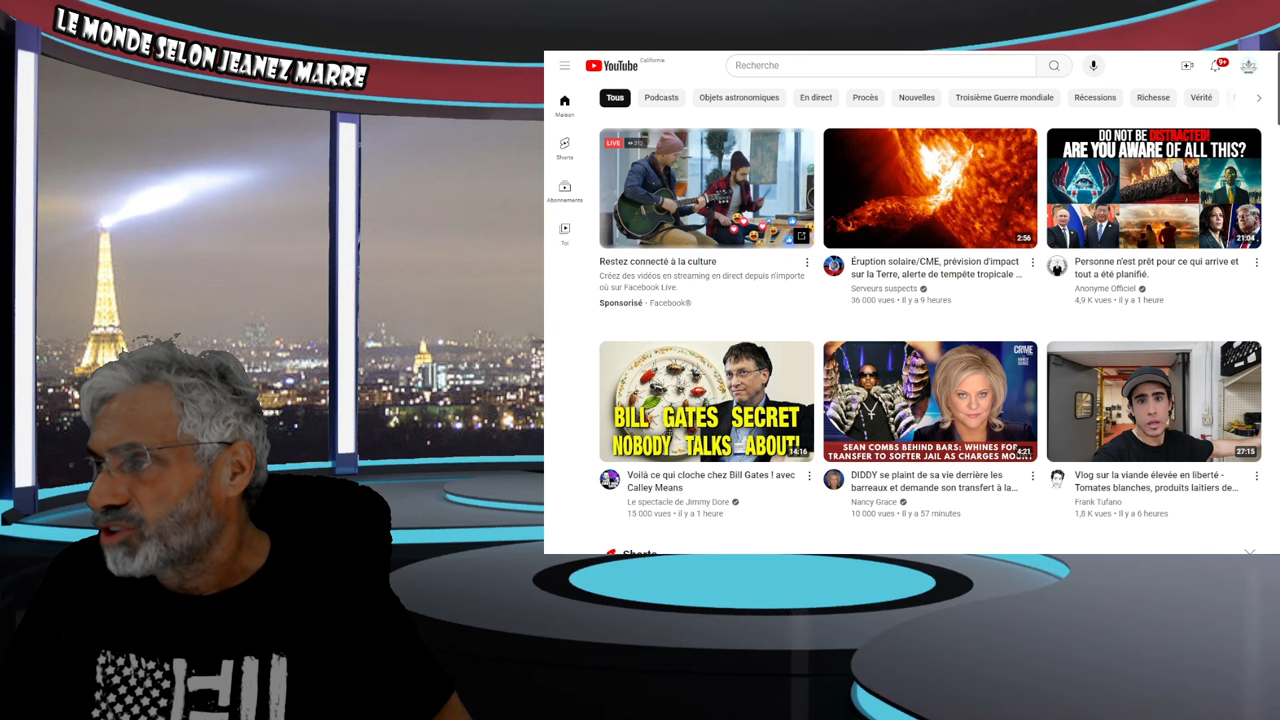 LE MONDE SELON JEANEZ MARRE
YouTube
Californie
Recherche
9+
Maison
Shorts
Abonnements
Toi
Tous
Podcasts
Objets astronomiques
En direct
Procès
Nouvelles
Troisième Guerre mondiale
Récessions
Richesse
Vérité
LIVE
Restez connecté à la culture
Créez des vidéos en streaming en direct depuis n'importe
où sur Facebook Live.
Sponsorisé · Facebook®
2:56
Éruption solaire/CME, prévision d'impact
sur la Terre, alerte de tempête tropicale ...
Serveurs suspects
36 000 vues • Il y a 9 heures
DO NOT BE DISTRACTED!
ARE YOU AWARE OF ALL THIS?
21:04
Personne n'est prêt pour ce qui arrive et
tout a été planifié.
Anonyme Officiel
4,9 K vues • Il y a 1 heure
BILL GATES SECRET
NOBODY TALKS ABOUT!
14:16
Voilà ce qui cloche chez Bill Gates ! avec
Calley Means
Le spectacle de Jimmy Dore
15 000 vues • il y a 1 heure
CRIME
SEAN COMBS BEHIND BARS: WHINES FOR
TRANSFER TO SOFTER JAIL AS CHARGES MOUNT
4:21
DIDDY se plaint de sa vie derrière les
barreaux et demande son transfert à la...
Nancy Grace
10 000 vues • Il y a 57 minutes
27:15
Vlog sur la viande élevée en liberté -
Tomates blanches, produits laitiers de...
Frank Tufano
1,8 K vues • Il y a 6 heures
Shorts